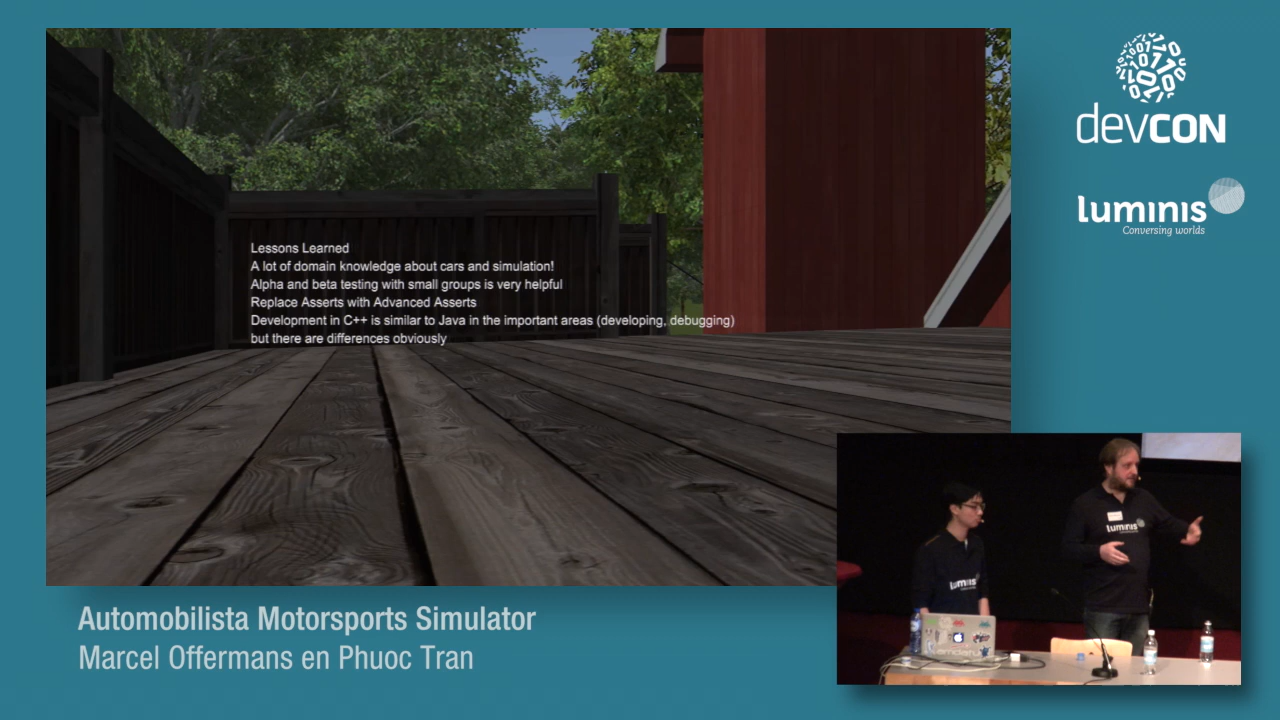 Lessons Learned
A lot of domain knowledge about cars and simulation!
Alpha and beta testing with small groups is very helpful
Replace Asserts with Advanced Asserts
Development in C++ is similar to Java in the important areas (developing, debugging)
but there are differences obviously
devCON
luminis
Conversing worlds
luminis
luminis
Automobilista Motorsports Simulator
Marcel Offermans en Phuoc Tran